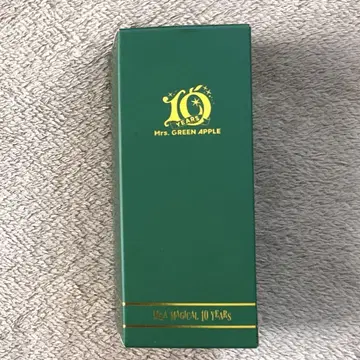 10
YEARS
Mrs. GREEN APPLE
MGA MAGICAL 10 YEARS